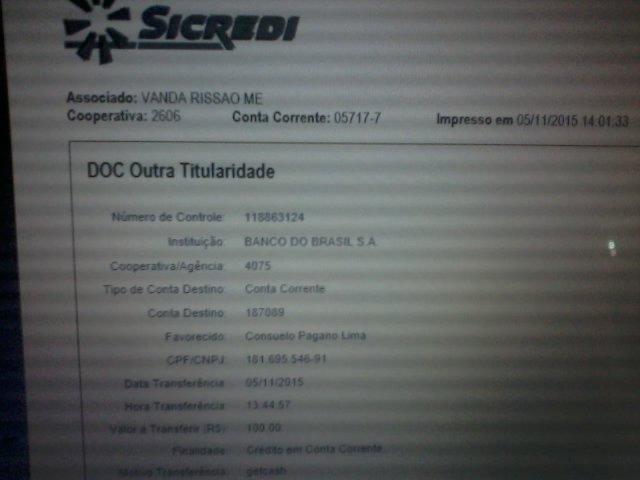 SICREDI
Associado: VANDA RISSAO ME
Cooperativa: 2606 Conta Corrente: 05717-7 Impresso em 05/11/2015 14:01:33
DOC Outra Titularidade
Número de Controle: 118863124
Instituição: BANCO DO BRASIL S.A.
Cooperativa/Agência: 4075
Tipo de Conta Destino: Conta Corrente
Conta Destino: 187089
Favorecido: Consuelo Pagano Lima
CPF/CNPJ: 181.695.546-91
Data Transferência: 05/11/2015
Hora Transferência: 13:44:57
Valor a Transferir (R$): 100,00
Finalidade: Crédito em Conta Corrente
Motivo Transferência: getcash